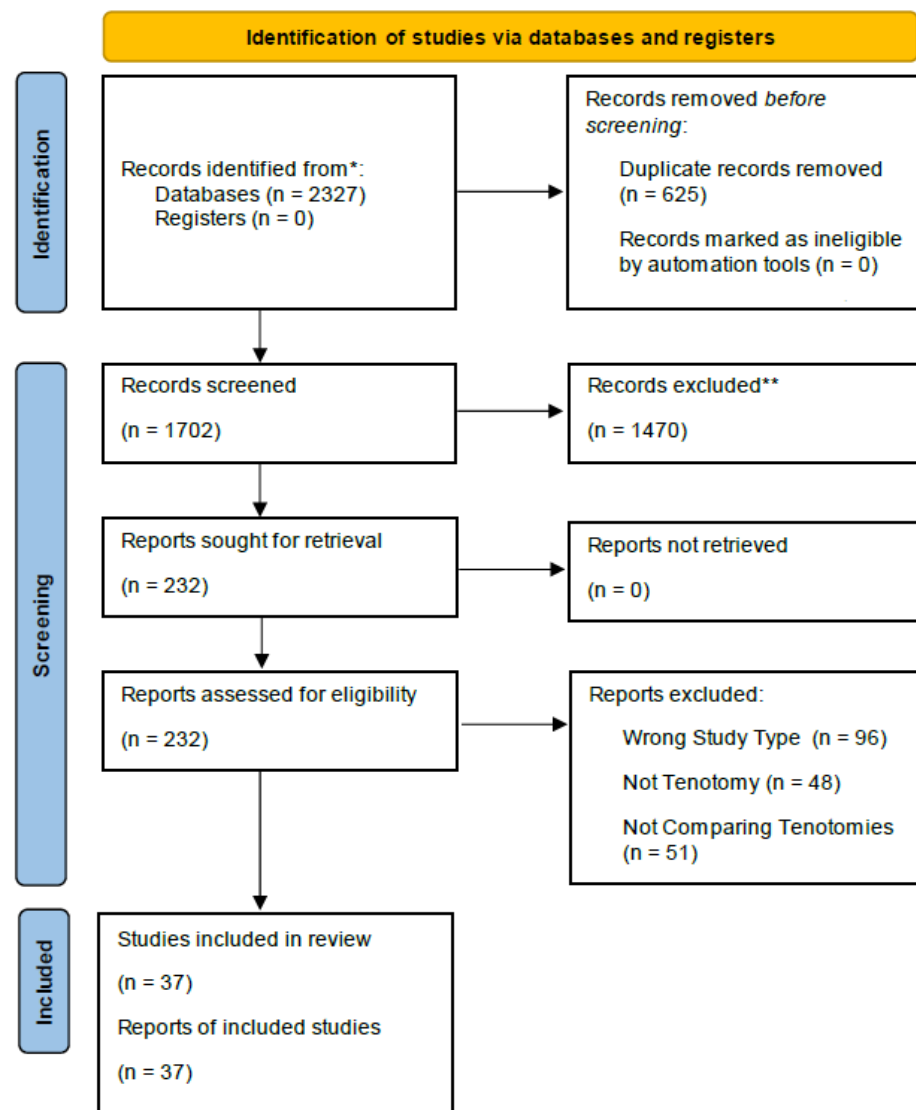 Identification of studies via databases and registers
Identification
Records identified from*:
Databases (n = 2327)
Registers (n = 0)
Records removed before
screening:
Duplicate records removed
(n = 625)
Records marked as ineligible
by automation tools (n = 0)
Screening
Records screened
(n = 1702)
Records excluded**
(n = 1470)
Reports sought for retrieval
(n = 232)
Reports not retrieved
(n = 0)
Reports assessed for eligibility
(n = 232)
Reports excluded:
Wrong Study Type (n = 96)
Not Tenotomy (n = 48)
Not Comparing Tenotomies
(n = 51)
Included
Studies included in review
(n = 37)
Reports of included studies
(n = 37)